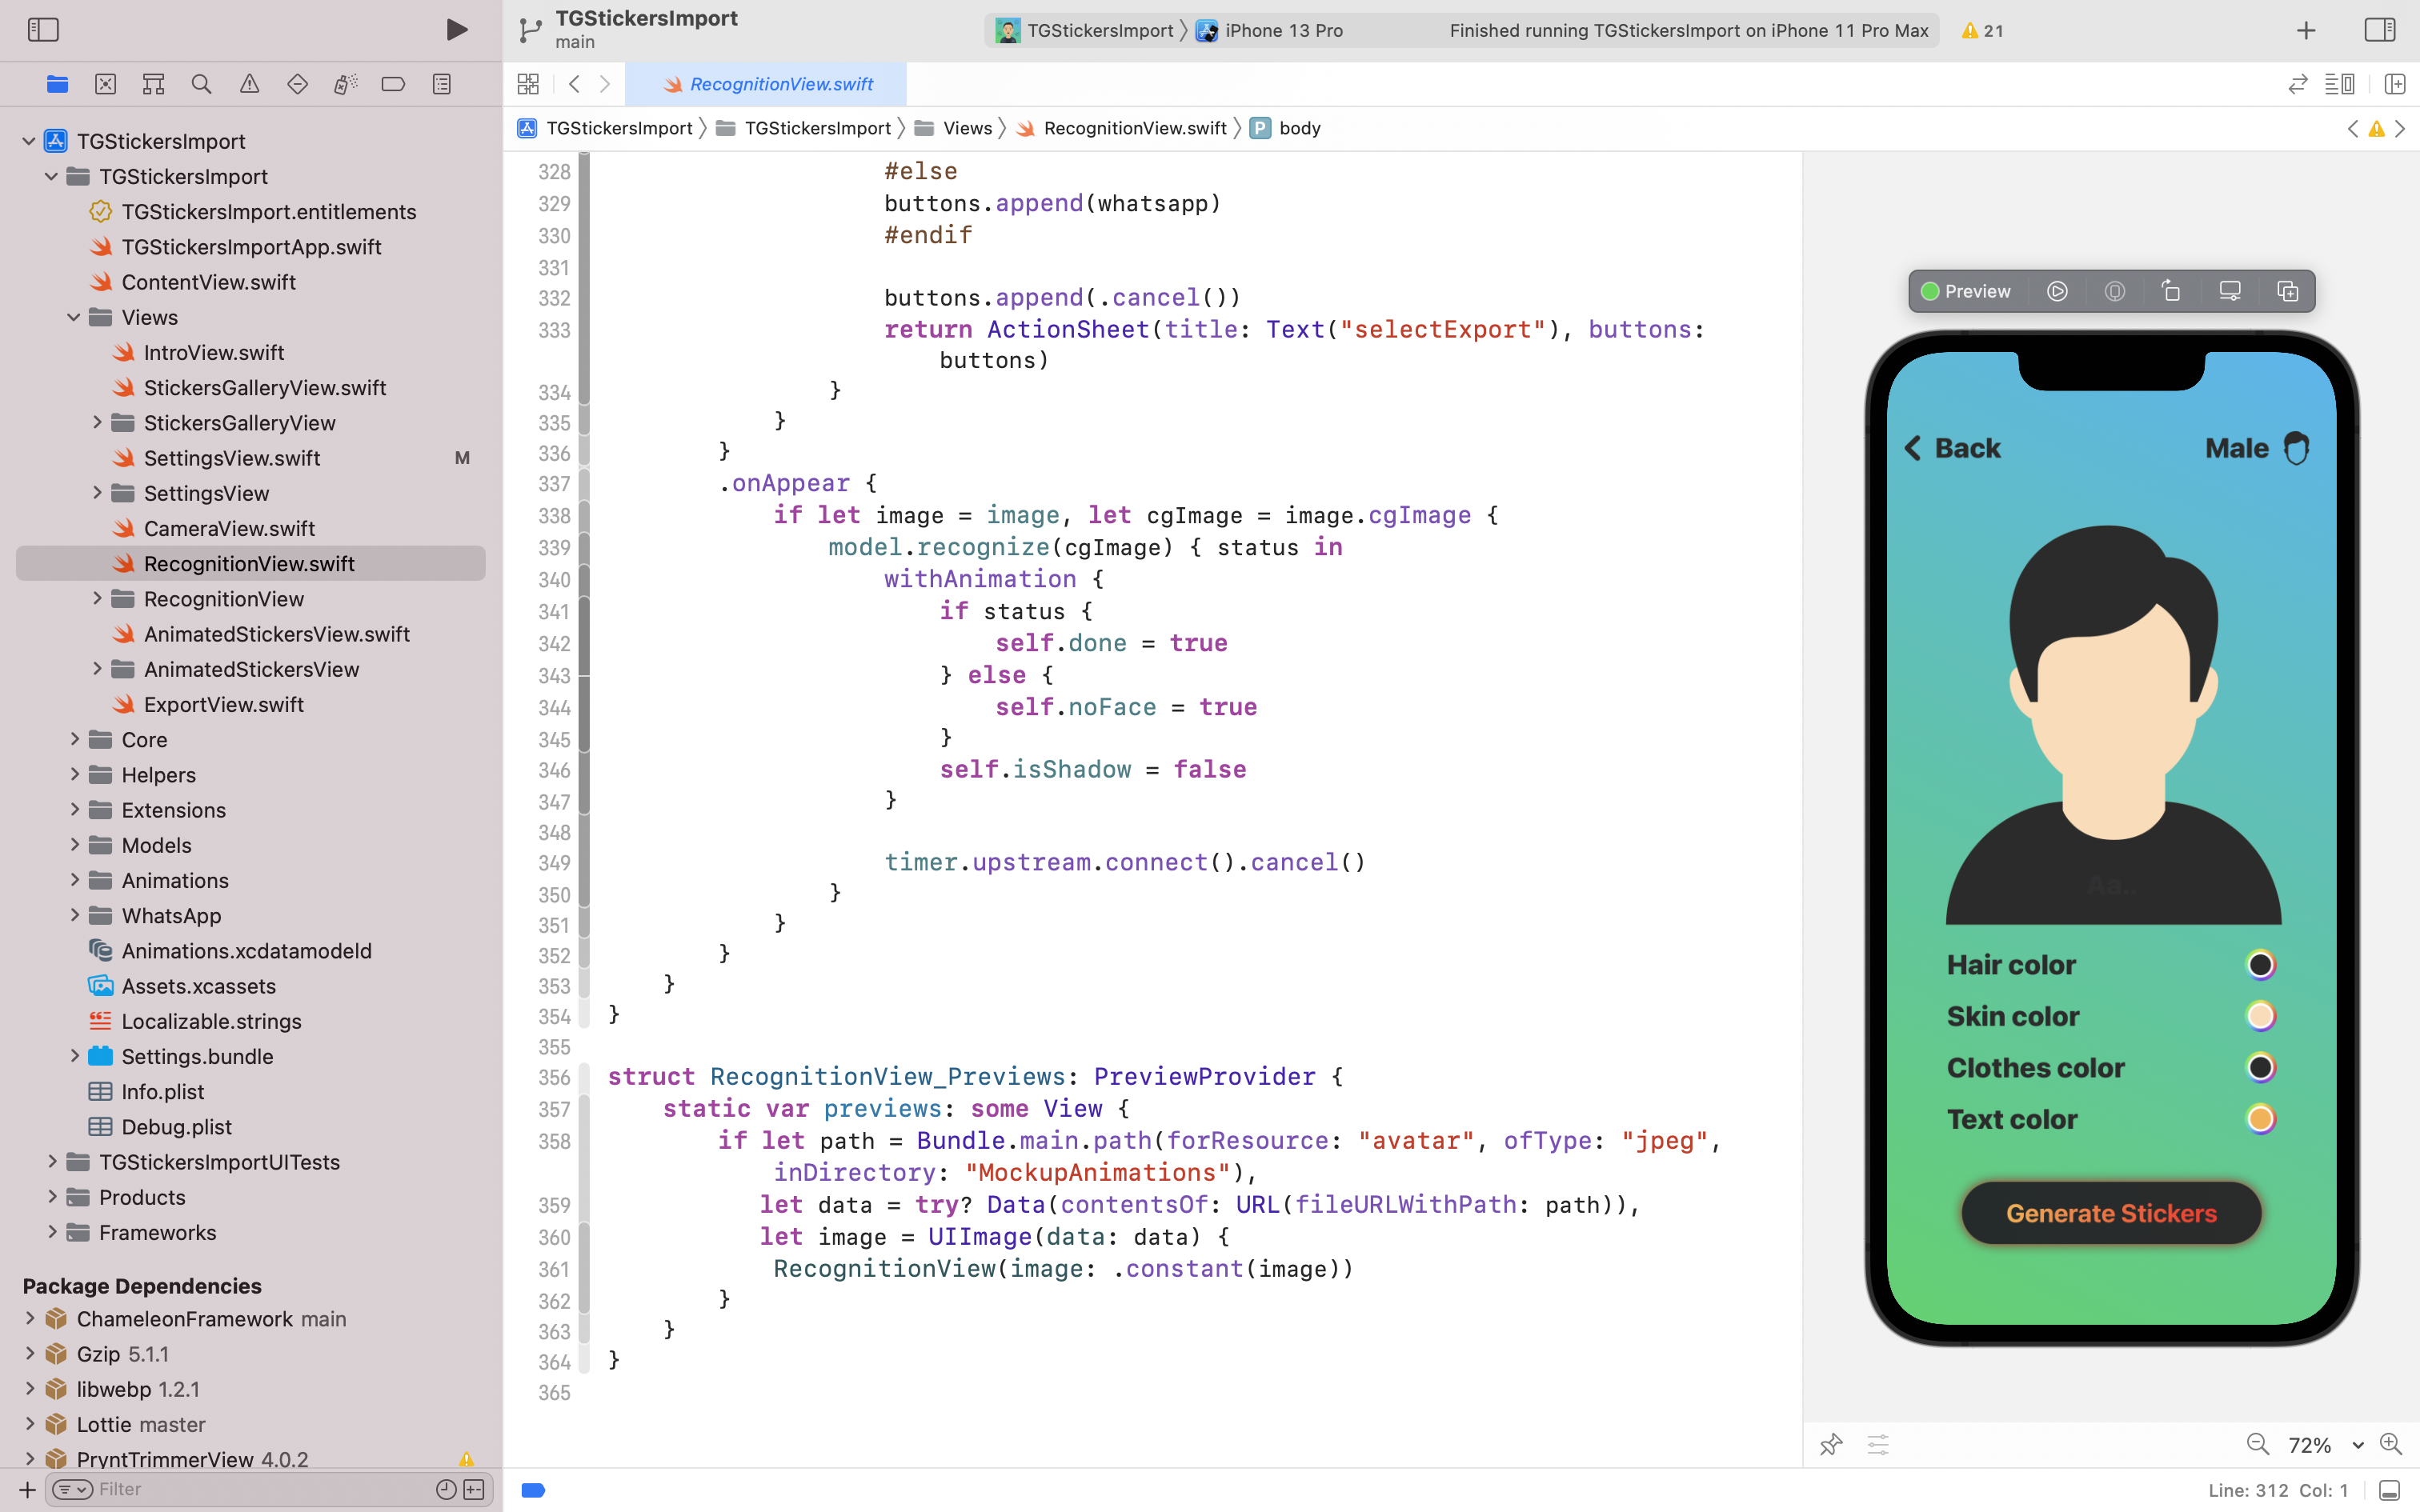 TGStickersImport
main
TGStickersImport
iPhone 13 Pro
Finished running TGStickersImport on iPhone 11 Pro Max
21
RecognitionView.swift
TGStickersImport
TGStickersImport
Views
RecognitionView.swift
P
body
TGStickersImport
TGStickersImport
TGStickersImport.entitlements
TGStickersImportApp.swift
ContentView.swift
Views
IntroView.swift
StickersGalleryView.swift
StickersGalleryView
SettingsView.swift M
SettingsView
CameraView.swift
RecognitionView.swift
RecognitionView
AnimatedStickersView.swift
AnimatedStickersView
ExportView.swift
Core
Helpers
Extensions
Models
Animations
WhatsApp
Animations.xcdatamodeld
Assets.xcassets
Localizable.strings
Settings.bundle
Info.plist
Debug.plist
TGStickersImportUITests
Products
Frameworks
Package Dependencies
ChameleonFramework main
Gzip 5.1.1
libwebp 1.2.1
Lottie master
PryntTrimmerView 4.0.2
Filter
328 #else
329 buttons.append(whatsapp)
330 #endif
331
332 buttons.append(.cancel())
333 return ActionSheet(title: Text("selectExport"), buttons:
buttons)
334 }
335 }
336 }
337 .onAppear {
338 if let image = image, let cgImage = image.cgImage {
339 model.recognize(cgImage) { status in
340 withAnimation {
341 if status {
342 self.done = true
343 } else {
344 self.noFace = true
345 }
346 self.isShadow = false
347 }
348
349 timer.upstream.connect().cancel()
350 }
351 }
352 }
353 }
354 }
355
356 struct RecognitionView_Previews: PreviewProvider {
357 static var previews: some View {
358 if let path = Bundle.main.path(forResource: "avatar", ofType: "jpeg",
inDirectory: "MockupAnimations"),
359 let data = try? Data(contentsOf: URL(fileURLWithPath: path)),
360 let image = UIImage(data: data) {
361 RecognitionView(image: .constant(image))
362 }
363 }
364 }
365
Preview
Back
Male
Aa..
Hair color
Skin color
Clothes color
Text color
Generate Stickers
72%
Line: 312 Col: 1